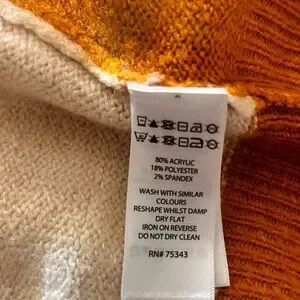 80% ACRYLIC
18% POLYESTER
2% SPANDEX
WASH WITH SIMILAR
COLOURS
RESHAPE WHILST DAMP
DRY FLAT
IRON ON REVERSE
DO NOT DRY CLEAN
RN# 75343